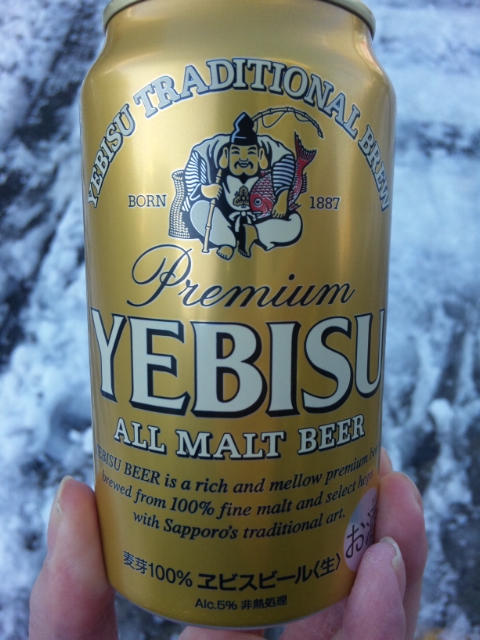 YEBISU TRADITIONAL BREW
BORN 1887
Premium
YEBISU
ALL MALT BEER
YEBISU BEER is a rich and mellow premium
brewed from 100% fine malt and select hops
with Sapporo's traditional art.
麦芽100% ヱビスビール〈生〉
Alc.5% 非熱処理